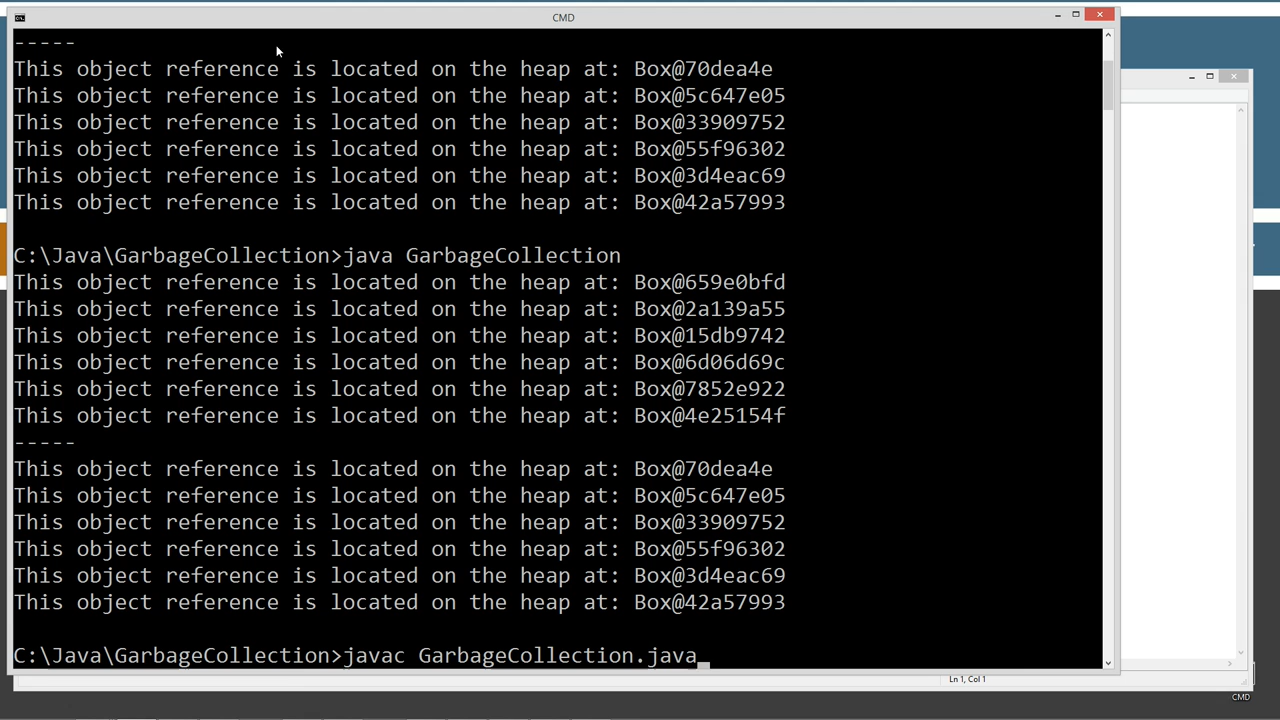 CMD
-----
This object reference is located on the heap at: Box@70dea4e
This object reference is located on the heap at: Box@5c647e05
This object reference is located on the heap at: Box@33909752
This object reference is located on the heap at: Box@55f96302
This object reference is located on the heap at: Box@3d4eac69
This object reference is located on the heap at: Box@42a57993
C:\Java\GarbageCollection>java GarbageCollection
This object reference is located on the heap at: Box@659e0bfd
This object reference is located on the heap at: Box@2a139a55
This object reference is located on the heap at: Box@15db9742
This object reference is located on the heap at: Box@6d06d69c
This object reference is located on the heap at: Box@7852e922
This object reference is located on the heap at: Box@4e25154f
-----
This object reference is located on the heap at: Box@70dea4e
This object reference is located on the heap at: Box@5c647e05
This object reference is located on the heap at: Box@33909752
This object reference is located on the heap at: Box@55f96302
This object reference is located on the heap at: Box@3d4eac69
This object reference is located on the heap at: Box@42a57993
C:\Java\GarbageCollection>javac GarbageCollection.java
Ln 1, Col 1
CMD